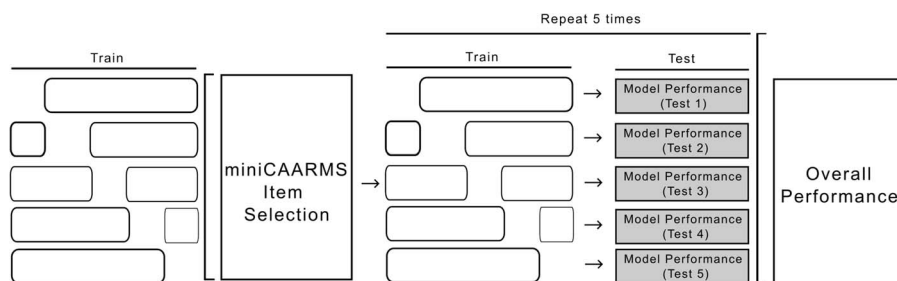 Repeat 5 times
Train
Train
Test
miniCAARMS
Item
Selection
Model Performance
(Test 1)
Model Performance
(Test 2)
Model Performance
(Test 3)
Model Performance
(Test 4)
Model Performance
(Test 5)
Overall
Performance